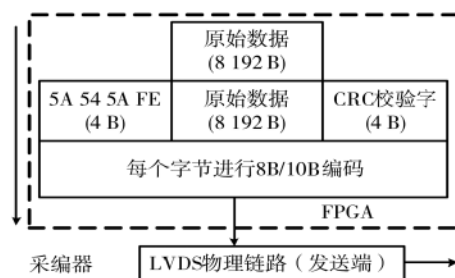 原始数据
(8 192 B)
5A 54 5A FE
(4 B)
原始数据
(8 192 B)
CRC校验字
(4 B)
每个字节进行8B/10B编码
FPGA
采编器
LVDS物理链路（发送端）